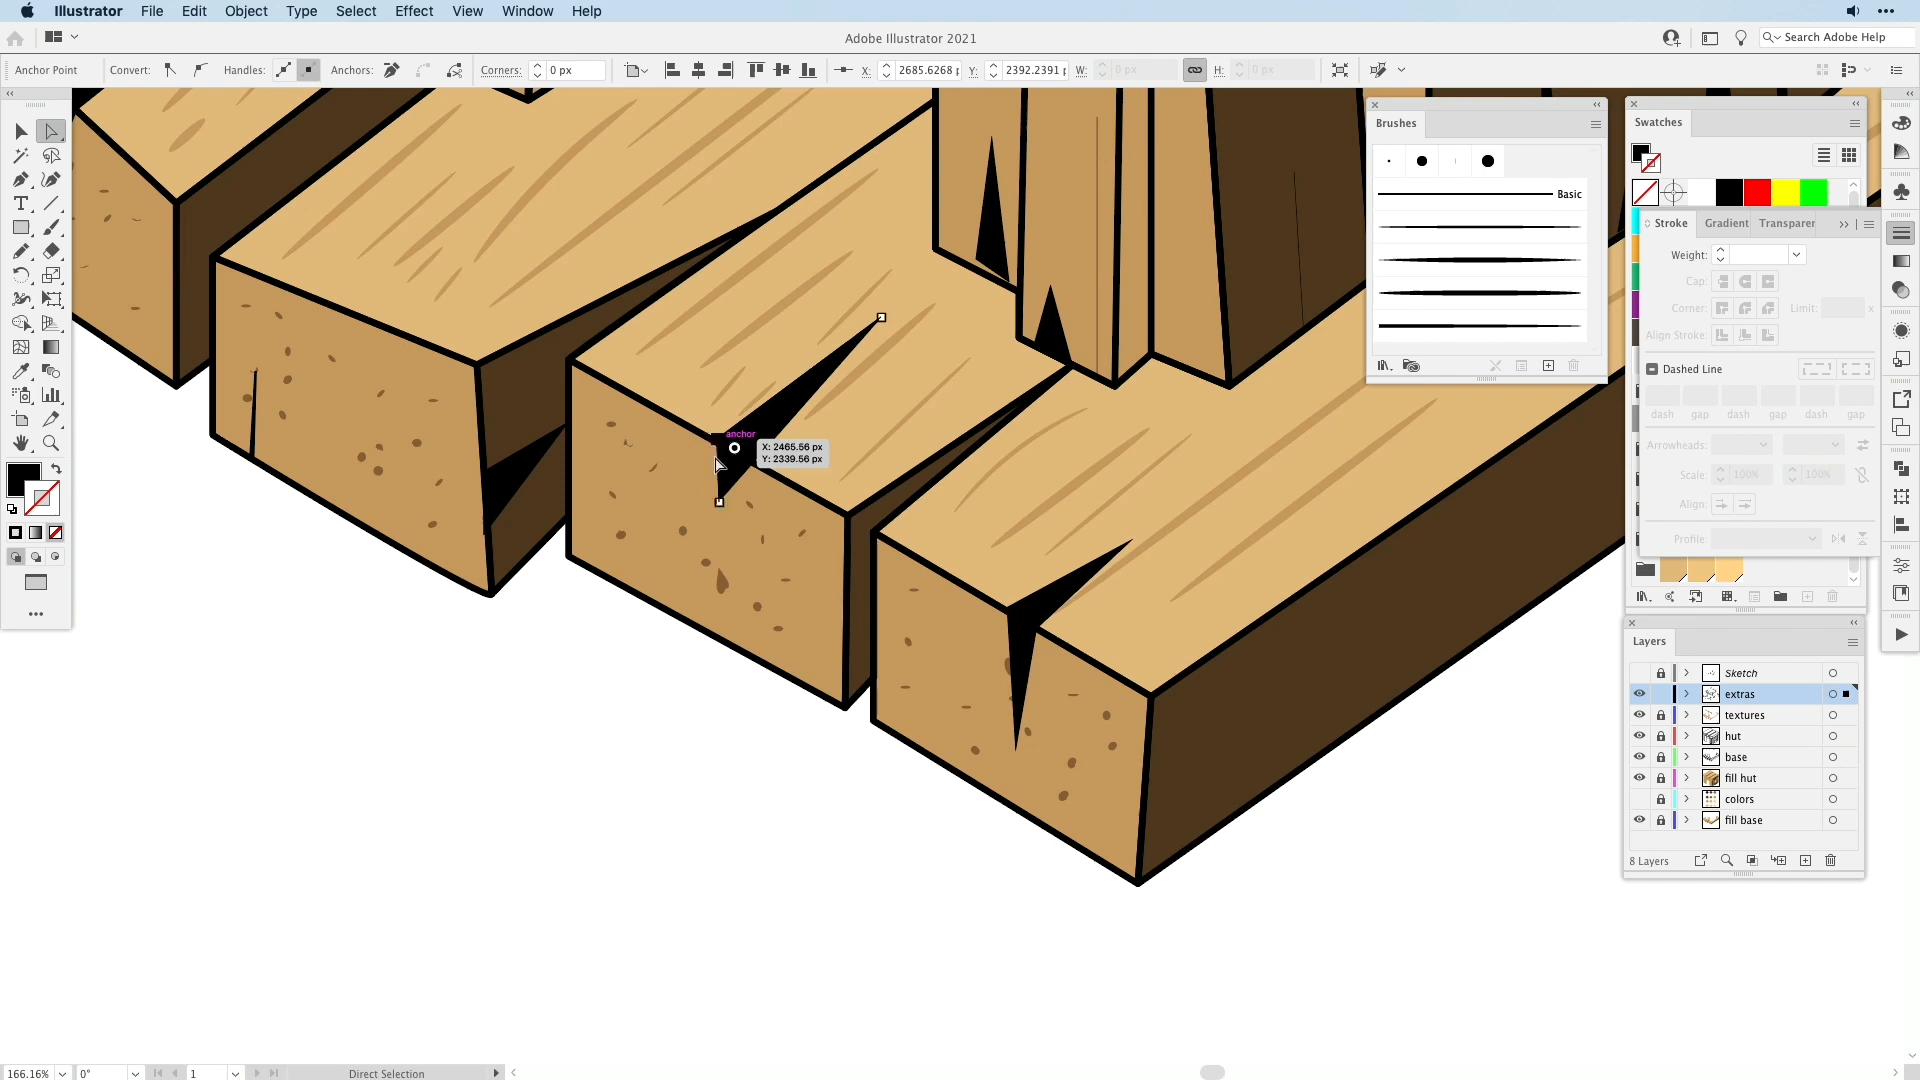 Illustrator File Edit Object Type Select Effect View Window Help
Adobe Illustrator 2021
Search Adobe Help
Anchor Point Convert: Handles: Anchors: Corners: 0 px X: 2685.6268 Y: 2392.2391 W: 0 px H: 0 px
Brushes
Basic
Swatches
Stroke Gradient Transparer
Weight:
Cap:
Corner: Limit: x
Align Stroke:
Dashed Line
dash gap dash gap dash gap
Arrowheads:
Scale: 100% 100%
Align:
Profile:
anchor
X: 2465.56 px
Y: 2339.56 px
Layers
Sketch
extras
textures
hut
base
fill hut
colors
fill base
8 Layers
166.16% 0° 1 Direct Selection